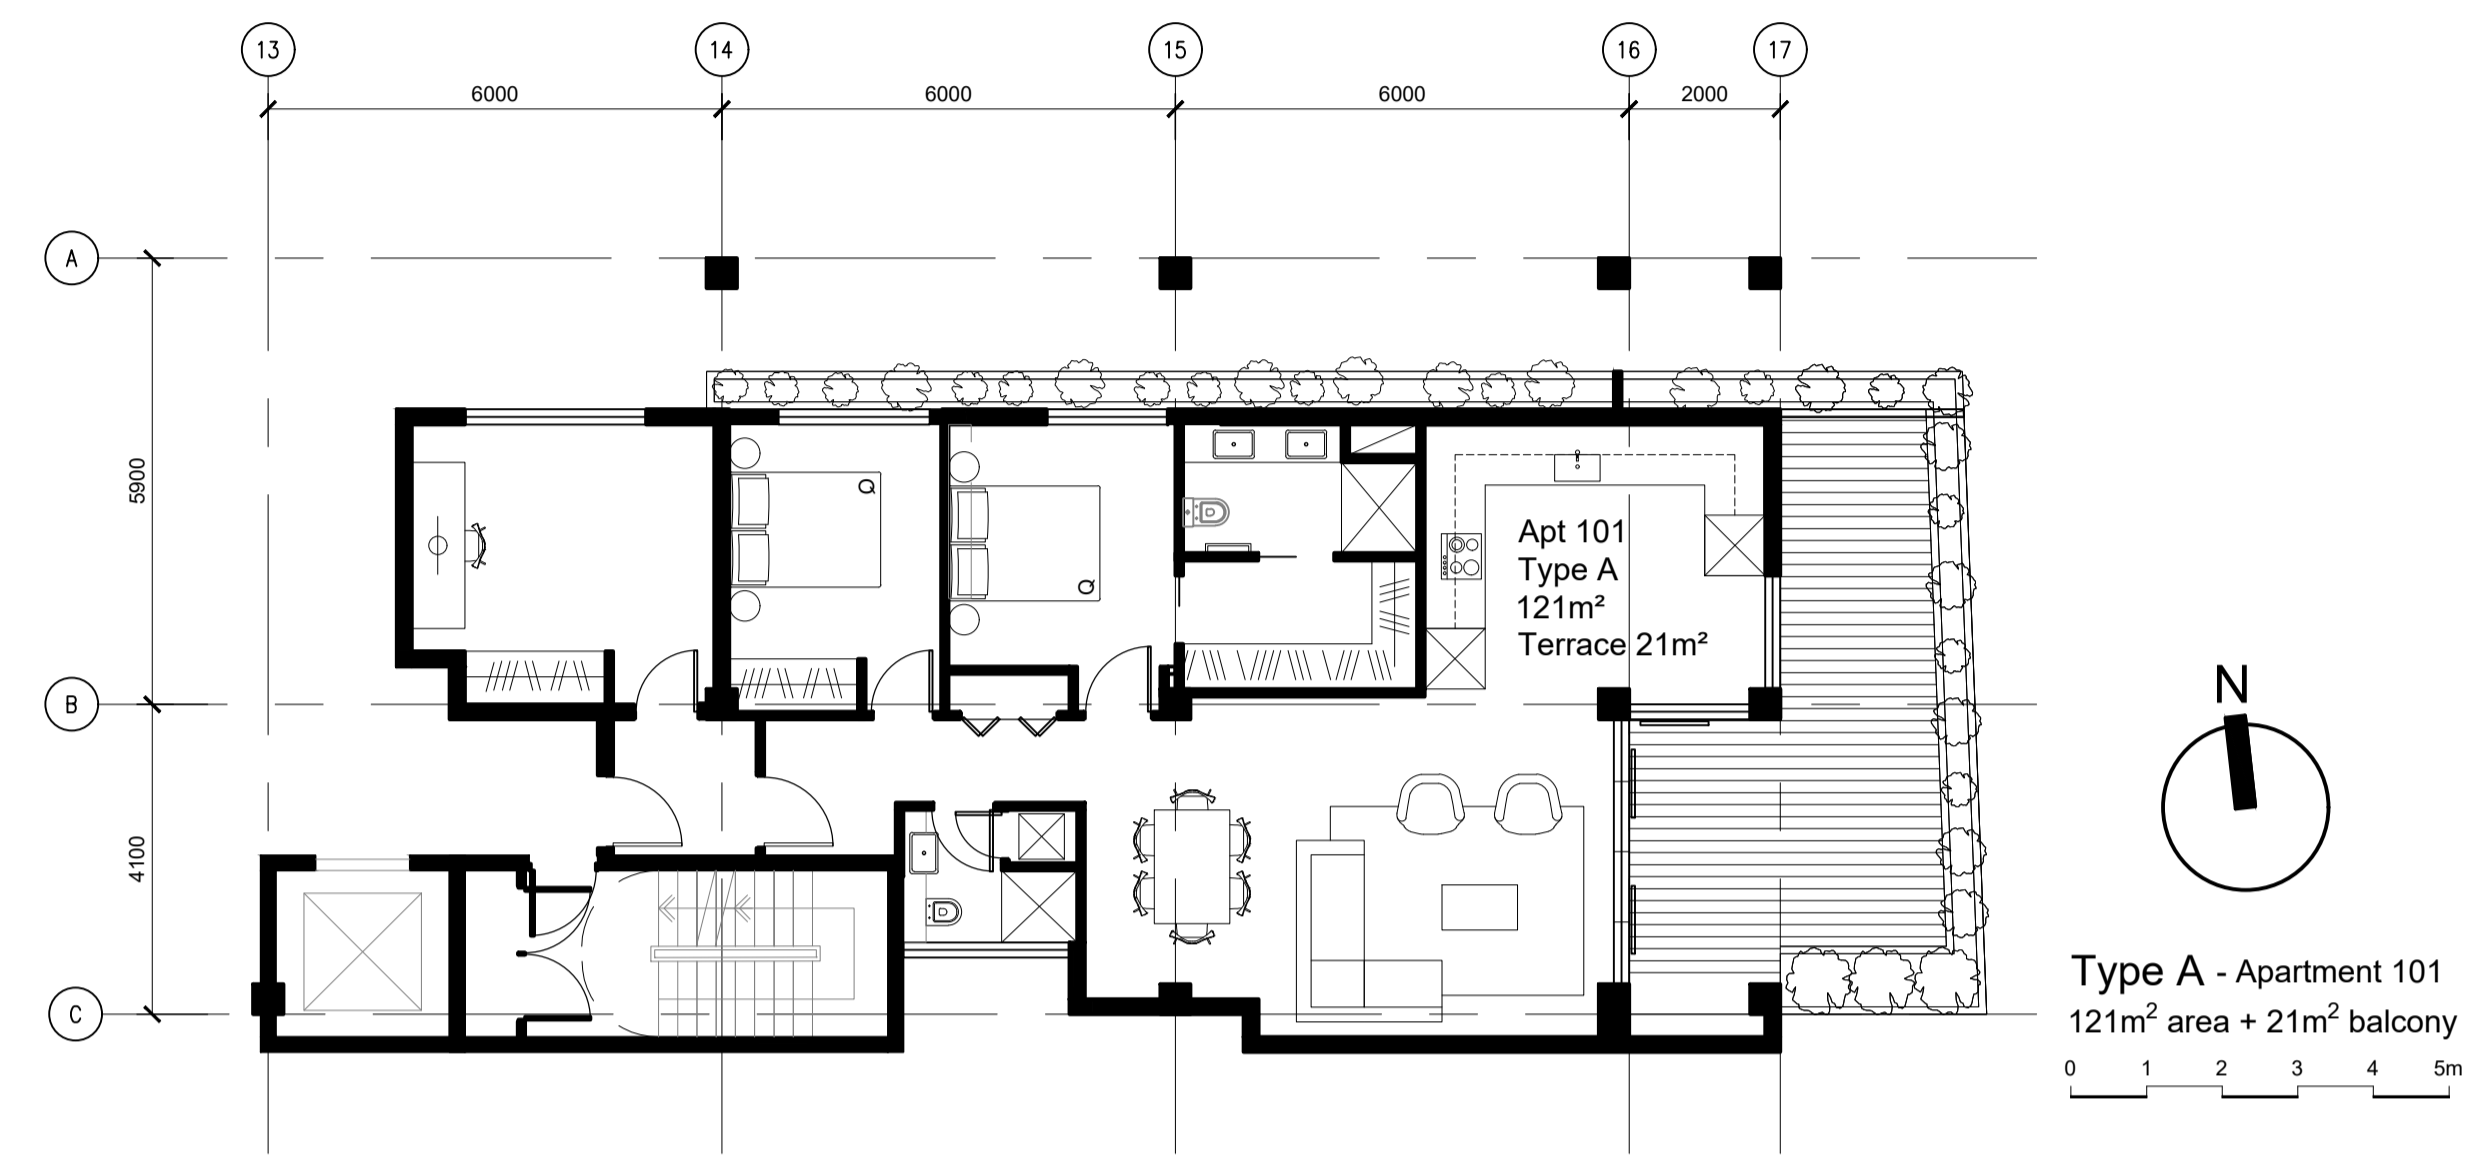 13 14 15 16 17
6000 6000 6000 2000
A
5900
Q
Q
Apt 101
Type A
121m²
Terrace 21m²
B
N
4100
C
Type A - Apartment 101
121m² area + 21m² balcony
0 1 2 3 4 5m